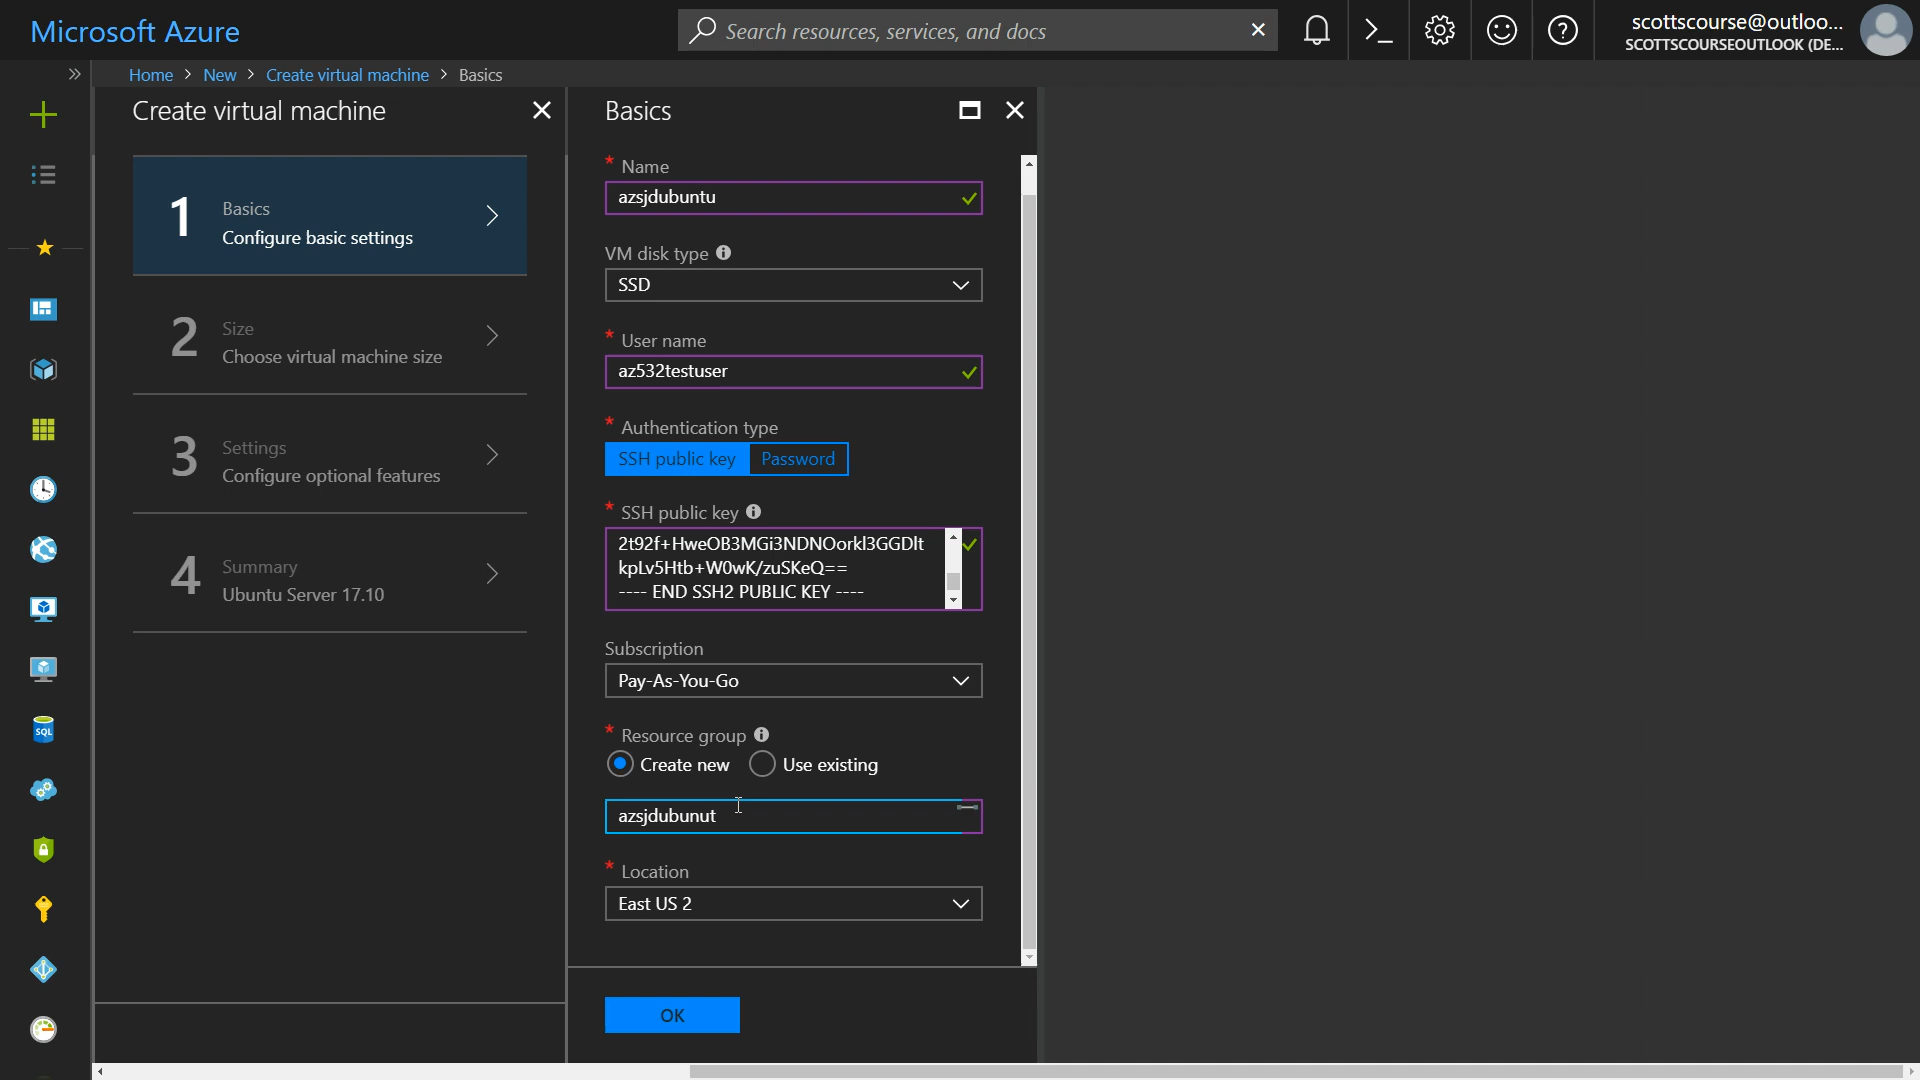 Microsoft Azure
Search resources, services, and docs
scottscourse@outloo...
SCOTTSCOURSEOUTLOOK (DE...
Home > New > Create virtual machine > Basics
Create virtual machine
1
Basics
Configure basic settings
2
Size
Choose virtual machine size
3
Settings
Configure optional features
4
Summary
Ubuntu Server 17.10
Basics
* Name
azsjdubuntu
VM disk type
SSD
* User name
az532testuser
* Authentication type
SSH public key Password
* SSH public key
2t92f+HweOB3MGi3NDNOorkl3GGDlt
kpLv5Htb+W0wK/zuSKeQ==
---- END SSH2 PUBLIC KEY ----
Subscription
Pay-As-You-Go
* Resource group
Create new Use existing
azsjdubunut
* Location
East US 2
OK
SQL